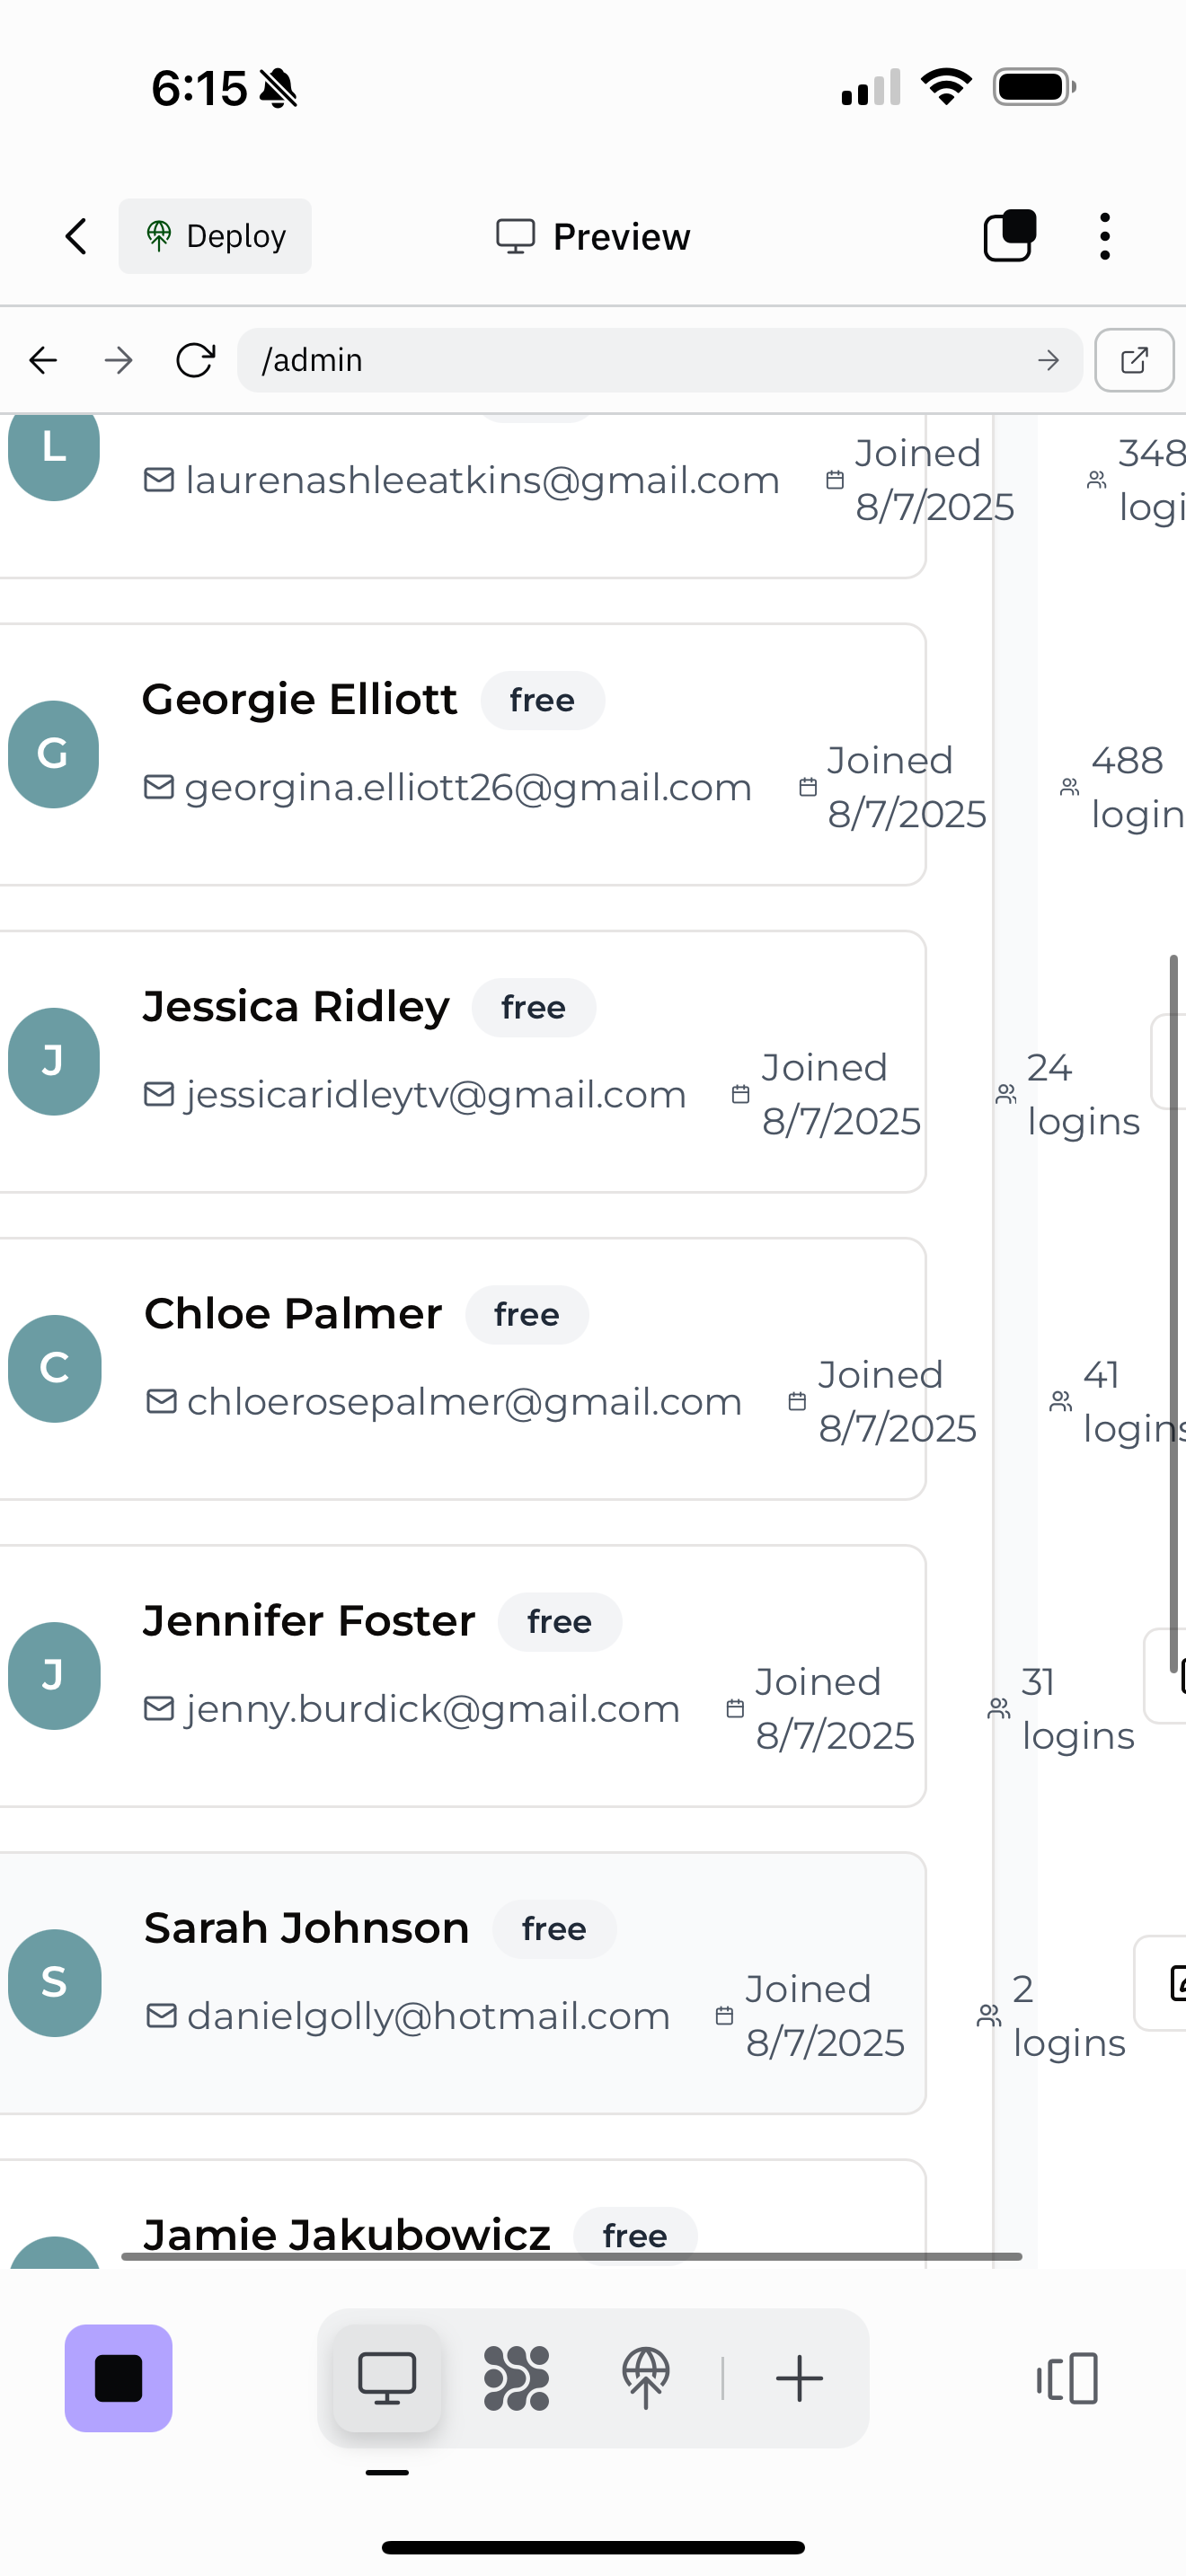 6:15
Deploy
Preview
/admin
L
laurenashleeatkins@gmail.com
Joined
8/7/2025
348
logi
Georgie Elliott
free
G
georgina.elliott26@gmail.com
Joined
8/7/2025
488
login
Jessica Ridley
free
J
jessicaridleytv@gmail.com
Joined
8/7/2025
24
logins
Chloe Palmer
free
C
chloerosepalmer@gmail.com
Joined
8/7/2025
41
logins
Jennifer Foster
free
J
jenny.burdick@gmail.com
Joined
8/7/2025
31
logins
Sarah Johnson
free
S
danielgolly@hotmail.com
Joined
8/7/2025
2
logins
Jamie Jakubowicz
free